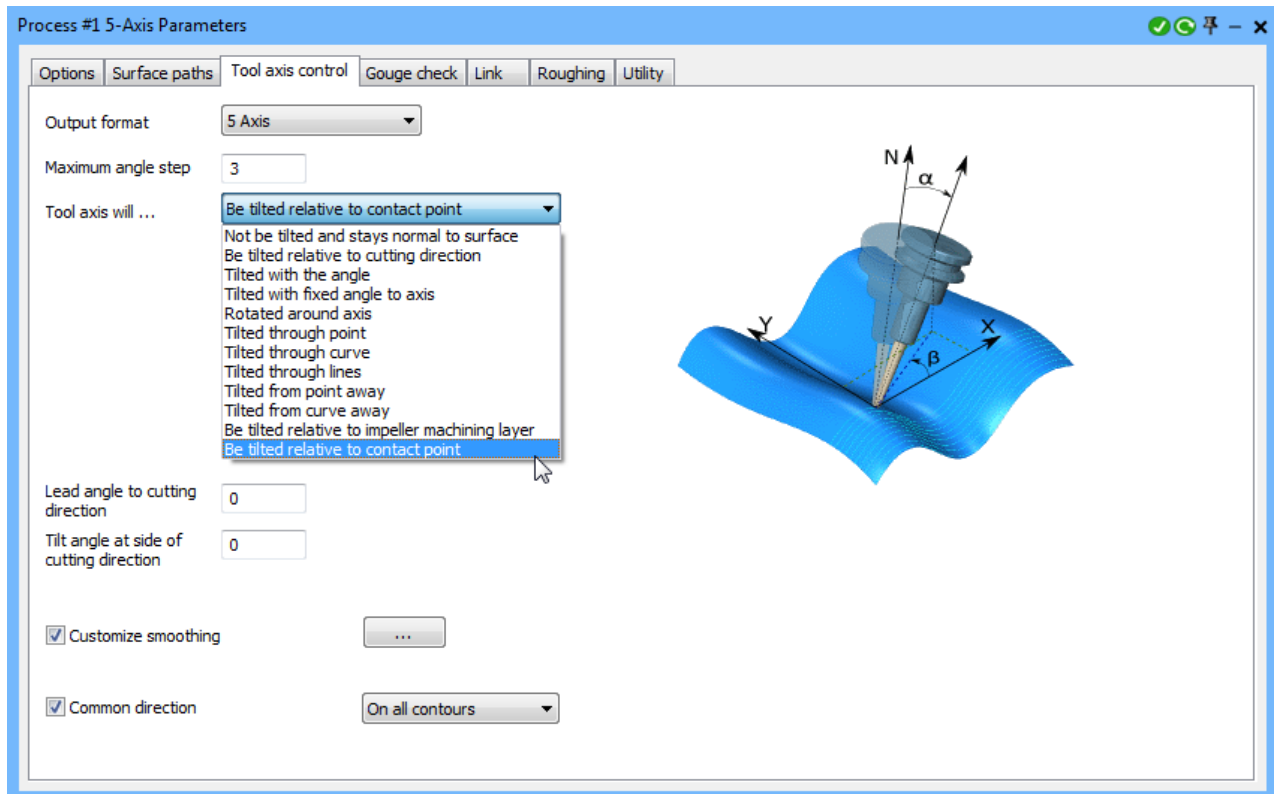 Process #1 5-Axis Parameters
Options Surface paths Tool axis control Gouge check Link Roughing Utility
Output format 5 Axis
Maximum angle step 3
Tool axis will ... Be tilted relative to contact point
Not be tilted and stays normal to surface
Be tilted relative to cutting direction
Tilted with the angle
Tilted with fixed angle to axis
Rotated around axis
Tilted through point
Tilted through curve
Tilted through lines
Tilted from point away
Tilted from curve away
Be tilted relative to impeller machining layer
Be tilted relative to contact point
Lead angle to cutting
direction
0
Tilt angle at side of
cutting direction
0
Customize smoothing ...
Common direction On all contours
N
α
Y
X
β